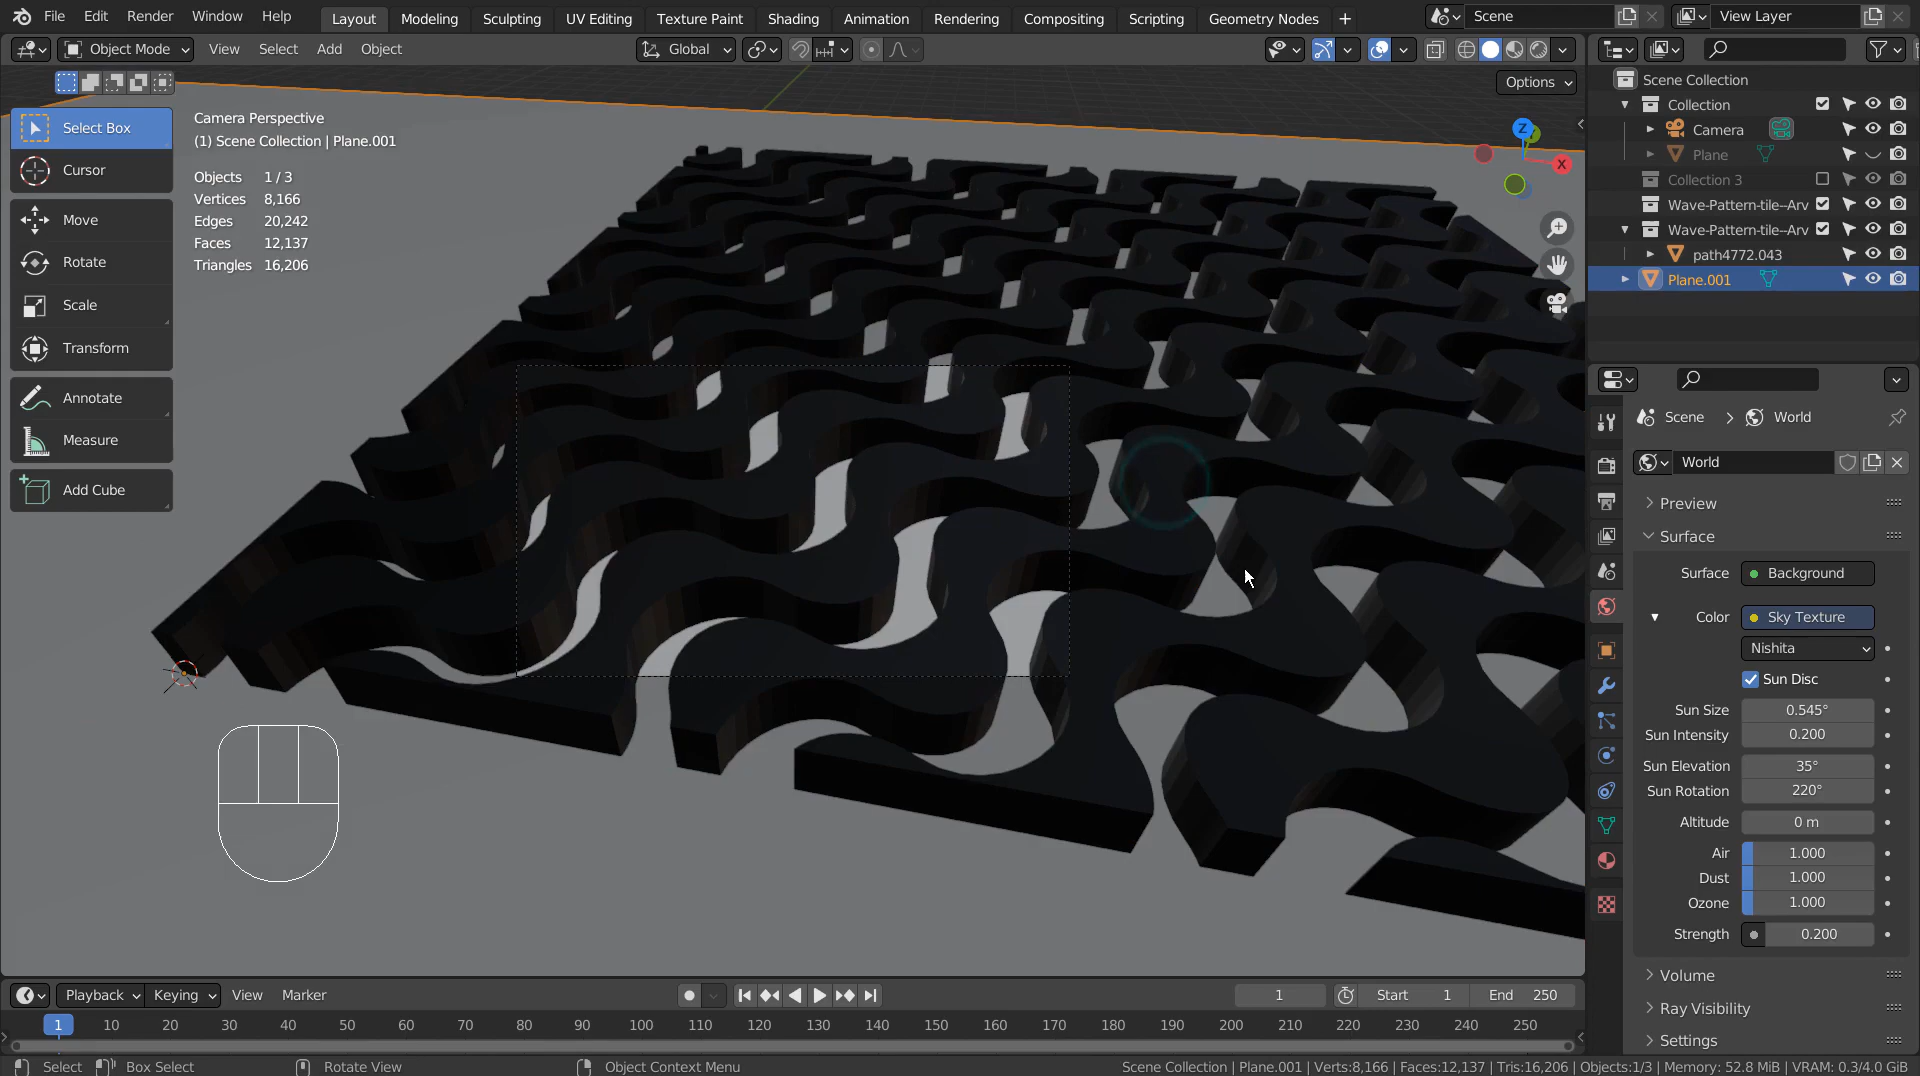 File Edit Render Window Help Layout Modeling Sculpting UV Editing Texture Paint Shading Animation Rendering Compositing Scripting Geometry Nodes + Scene View Layer
Object Mode View Select Add Object Global
Options
Select Box
Cursor
Move
Rotate
Scale
Transform
Annotate
Measure
Add Cube
Camera Perspective
(1) Scene Collection | Plane.001
Objects 1 / 3
Vertices 8,166
Edges 20,242
Faces 12,137
Triangles 16,206
Z
X
Scene Collection
Collection
Camera
Plane
Collection 3
Wave-Pattern-tile--Arv
Wave-Pattern-tile--Arv
path4772.043
Plane.001
Scene > World
World
Preview
Surface
Surface Background
Color Sky Texture
Nishita
Sun Disc
Sun Size 0.545°
Sun Intensity 0.200
Sun Elevation 35°
Sun Rotation 220°
Altitude 0 m
Air 1.000
Dust 1.000
Ozone 1.000
Strength 0.200
Volume
Ray Visibility
Settings
Playback Keying View Marker 1 Start 1 End 250
1 10 20 30 40 50 60 70 80 90 100 110 120 130 140 150 160 170 180 190 200 210 220 230 240 250
Select Box Select Rotate View Object Context Menu Scene Collection | Plane.001 | Verts:8,166 | Faces:12,137 | Tris:16,206 | Objects:1/3 | Memory: 52.8 MiB | VRAM: 0.3/4.0 GiB